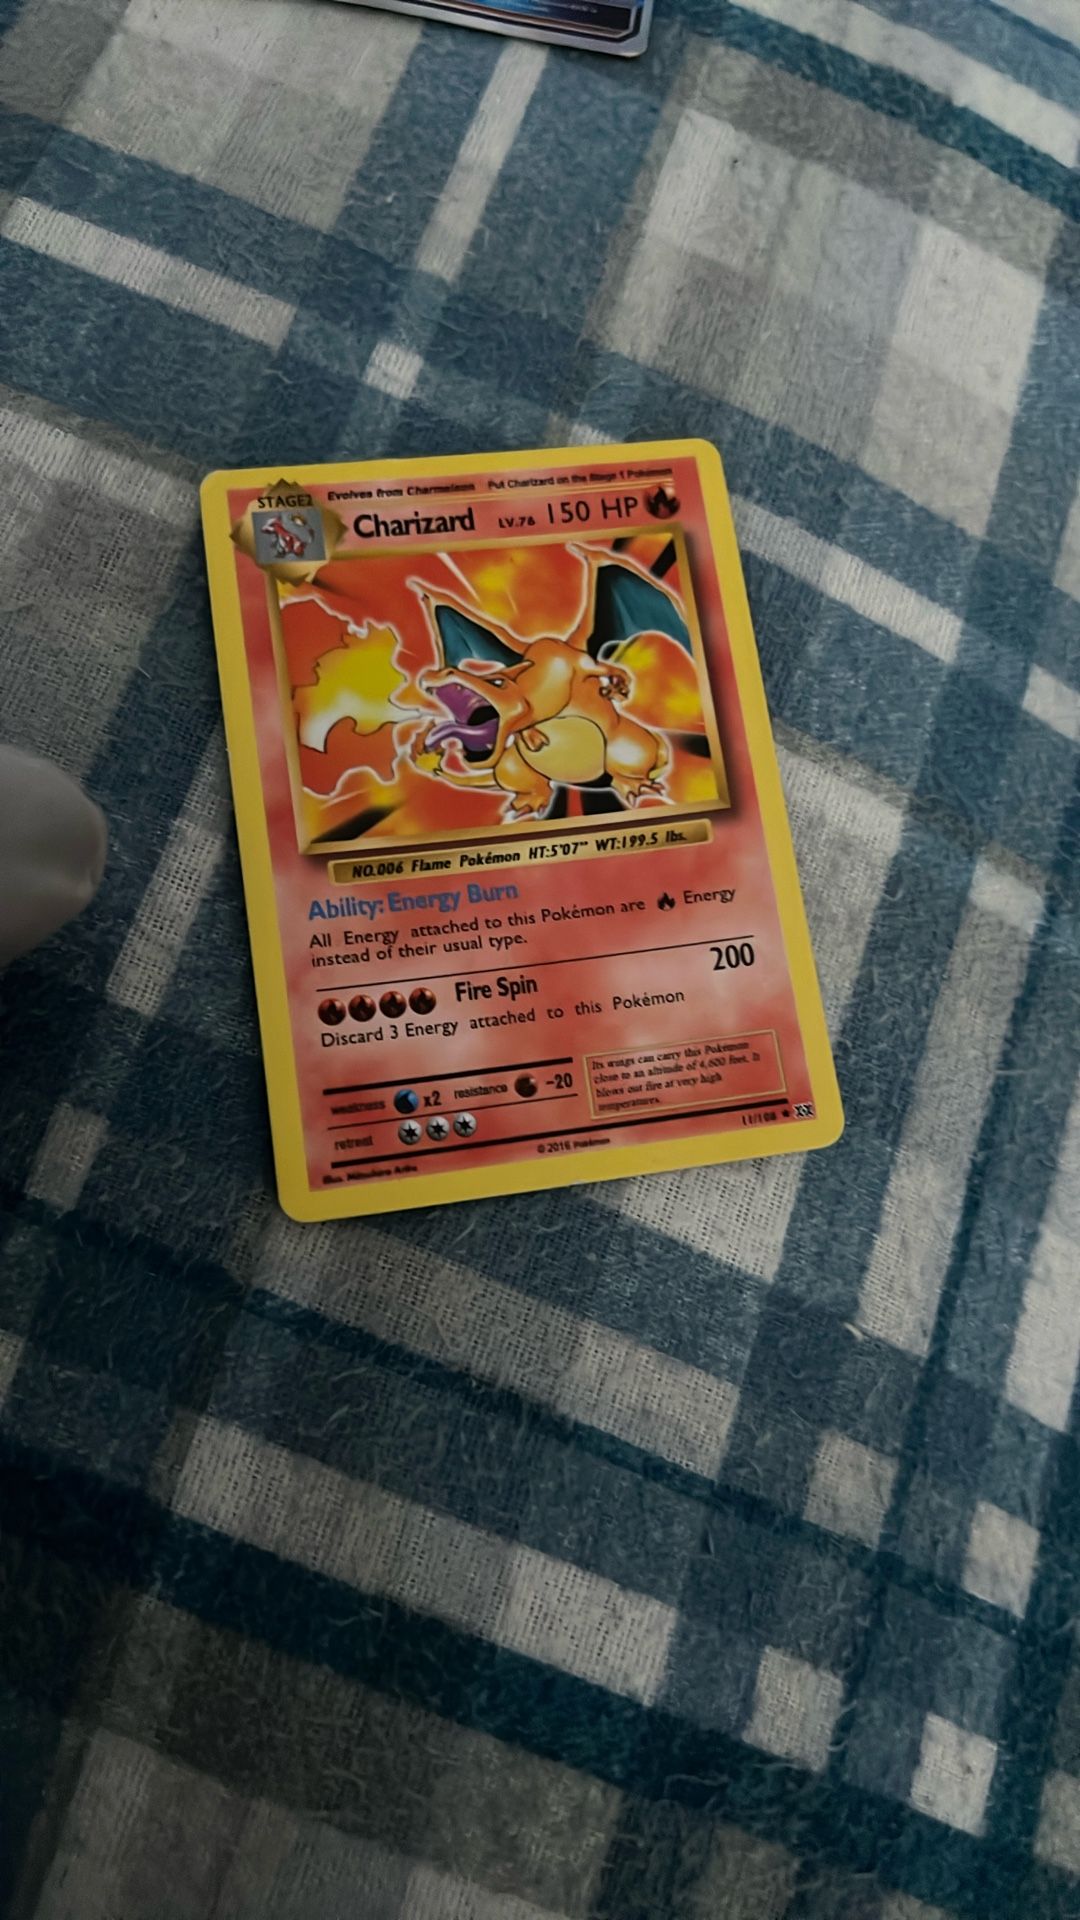 Evolves from Charmeleon Put Charizard on the Stage 1 Pokémon
STAGE2
Charizard LV.76 150 HP
NO.006 Flame Pokémon HT:5'07" WT:199.5 lbs.
Ability: Energy Burn
All Energy attached to this Pokémon are Energy
instead of their usual type.
Fire Spin 200
Discard 3 Energy attached to this Pokémon
weakness x2 resistance -20
retreat
Its wings can carry this Pokémon
close to an altitude of 4,600 feet. It
blows out fire at very high
temperatures.
Illus. Mitsuhiro Arita
©2016 Pokémon
11/108 ★ XY